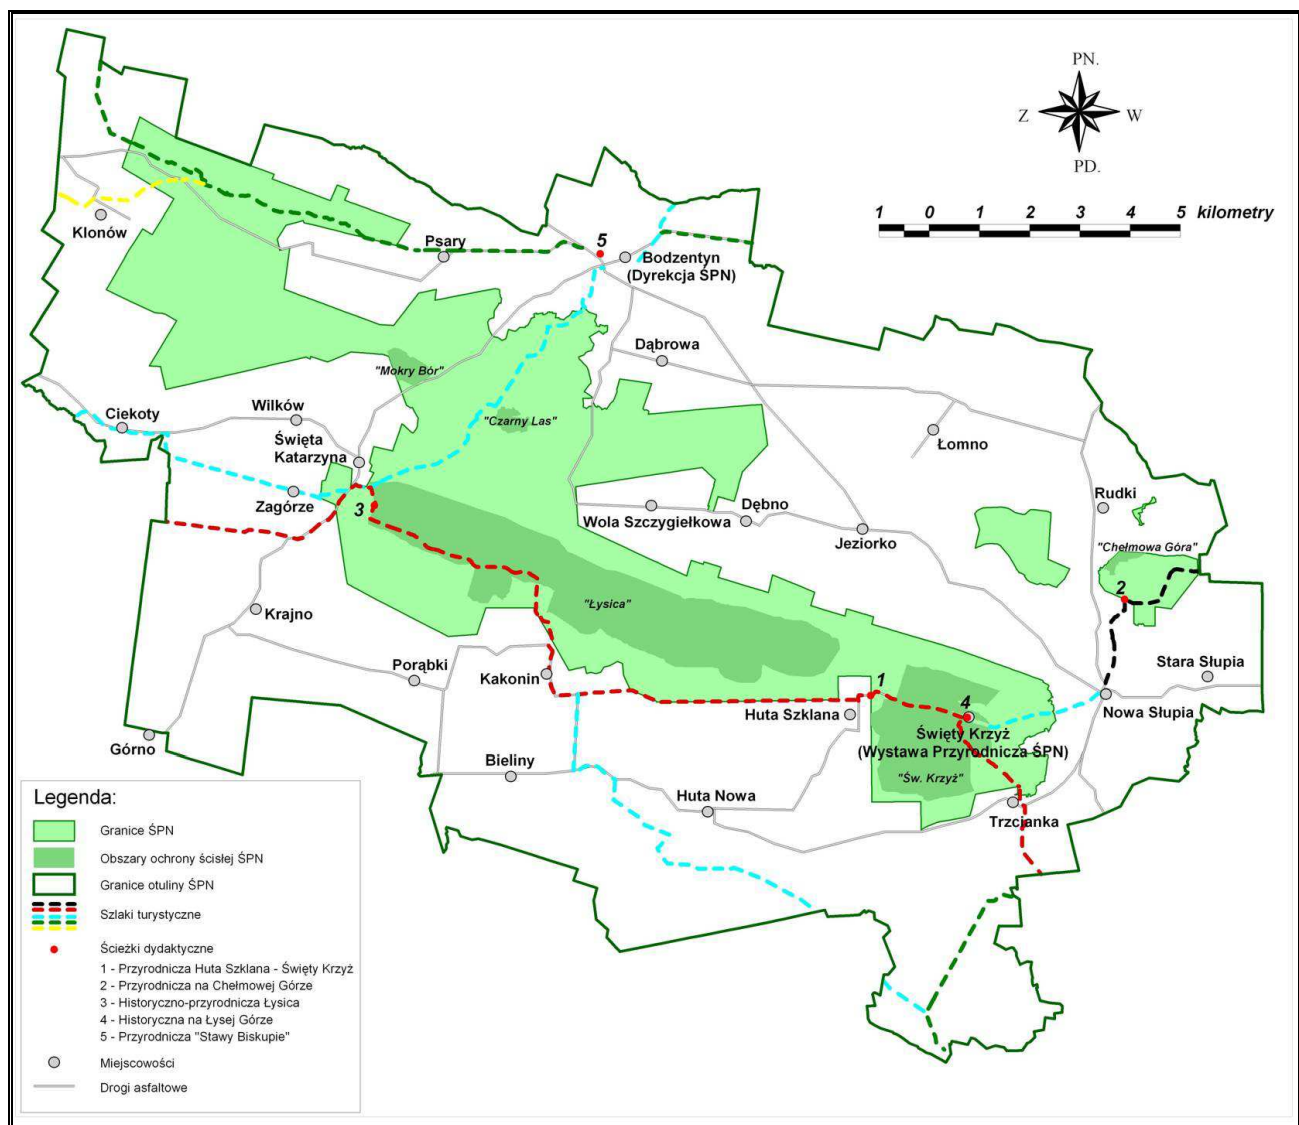 PN.
Z
W
PD.
1 0 1 2 3 4 5 kilometry
Klonów
Psary
5
Bodzentyn
(Dyrekcja ŚPN)
Dąbrowa
"Mokry Bór"
Ciekoty
Wilków
"Czarny Las"
Święta
Katarzyna
Łomno
Zagórze
3
Wola Szczygiełkowa
Dębno
Jeziorko
Rudki
"Chełmowa Góra"
2
Krajno
"Łysica"
Porąbki
Kakonin
1
Stara Słupia
Huta Szklana
4
Nowa Słupia
Święty Krzyż
(Wystawa Przyrodnicza ŚPN)
Górno
Bieliny
"Św. Krzyż"
Huta Nowa
Trzcianka
Legenda:
Granice ŚPN
Obszary ochrony ścisłej ŚPN
Granice otuliny ŚPN
Szlaki turystyczne
Ścieżki dydaktyczne
1 - Przyrodnicza Huta Szklana - Święty Krzyż
2 - Przyrodnicza na Chełmowej Górze
3 - Historyczno-przyrodnicza Łysica
4 - Historyczna na Łysej Górze
5 - Przyrodnicza "Stawy Biskupie"
Miejscowości
Drogi asfaltowe